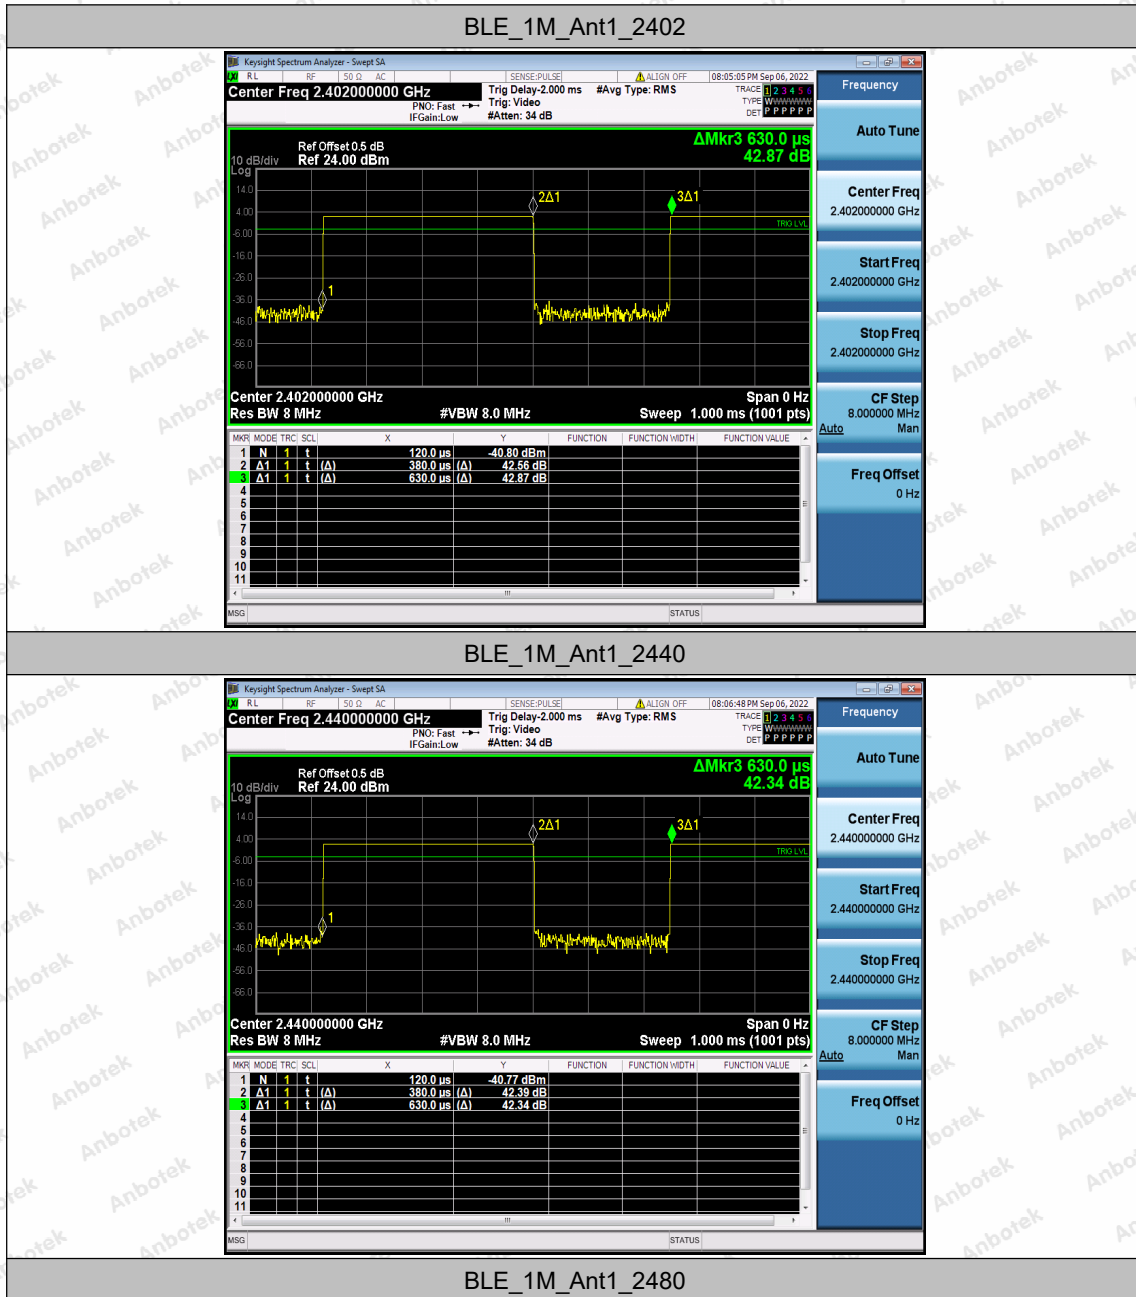 BLE_1M_Ant1_2402
Keysight Spectrum Analyzer - Swept SA
RL RF 50 Ω AC SENSE:PULSE ALIGN OFF 08:05:05 PM Sep 06, 2022
Center Freq 2.402000000 GHz
PNO: Fast
IFGain:Low
Trig Delay-2.000 ms
Trig: Video
#Atten: 34 dB
#Avg Type: RMS
TRACE 1 2 3 4 5 6
TYPE WWWWWW
DET P P P P P P
Frequency
ΔMkr3 630.0 µs
42.87 dB
Ref Offset 0.5 dB
10 dB/div Ref 24.00 dBm
Log
14.0
4.00
-6.00
-16.0
-26.0
-36.0
-46.0
-56.0
-66.0
1
2Δ1
3Δ1
TRIG LVL
Center 2.402000000 GHz Span 0 Hz
Res BW 8 MHz #VBW 8.0 MHz Sweep 1.000 ms (1001 pts)
MKR MODE TRC SCL X Y FUNCTION FUNCTION WIDTH FUNCTION VALUE
1 N 1 t 120.0 µs -40.80 dBm
2 Δ1 1 t (Δ) 380.0 µs (Δ) 42.56 dB
3 Δ1 1 t (Δ) 630.0 µs (Δ) 42.87 dB
4
5
6
7
8
9
10
11
MSG STATUS
Auto Tune
Center Freq
2.402000000 GHz
Start Freq
2.402000000 GHz
Stop Freq
2.402000000 GHz
CF Step
8.000000 MHz
Auto Man
Freq Offset
0 Hz
BLE_1M_Ant1_2440
Keysight Spectrum Analyzer - Swept SA
RL RF 50 Ω AC SENSE:PULSE ALIGN OFF 08:06:48 PM Sep 06, 2022
Center Freq 2.440000000 GHz
PNO: Fast
IFGain:Low
Trig Delay-2.000 ms
Trig: Video
#Atten: 34 dB
#Avg Type: RMS
TRACE 1 2 3 4 5 6
TYPE WWWWWW
DET P P P P P P
Frequency
ΔMkr3 630.0 µs
42.34 dB
Ref Offset 0.5 dB
10 dB/div Ref 24.00 dBm
Log
14.0
4.00
-6.00
-16.0
-26.0
-36.0
-46.0
-56.0
-66.0
1
2Δ1
3Δ1
TRIG LVL
Center 2.440000000 GHz Span 0 Hz
Res BW 8 MHz #VBW 8.0 MHz Sweep 1.000 ms (1001 pts)
MKR MODE TRC SCL X Y FUNCTION FUNCTION WIDTH FUNCTION VALUE
1 N 1 t 120.0 µs -40.77 dBm
2 Δ1 1 t (Δ) 380.0 µs (Δ) 42.39 dB
3 Δ1 1 t (Δ) 630.0 µs (Δ) 42.34 dB
4
5
6
7
8
9
10
11
MSG STATUS
Auto Tune
Center Freq
2.440000000 GHz
Start Freq
2.440000000 GHz
Stop Freq
2.440000000 GHz
CF Step
8.000000 MHz
Auto Man
Freq Offset
0 Hz
BLE_1M_Ant1_2480